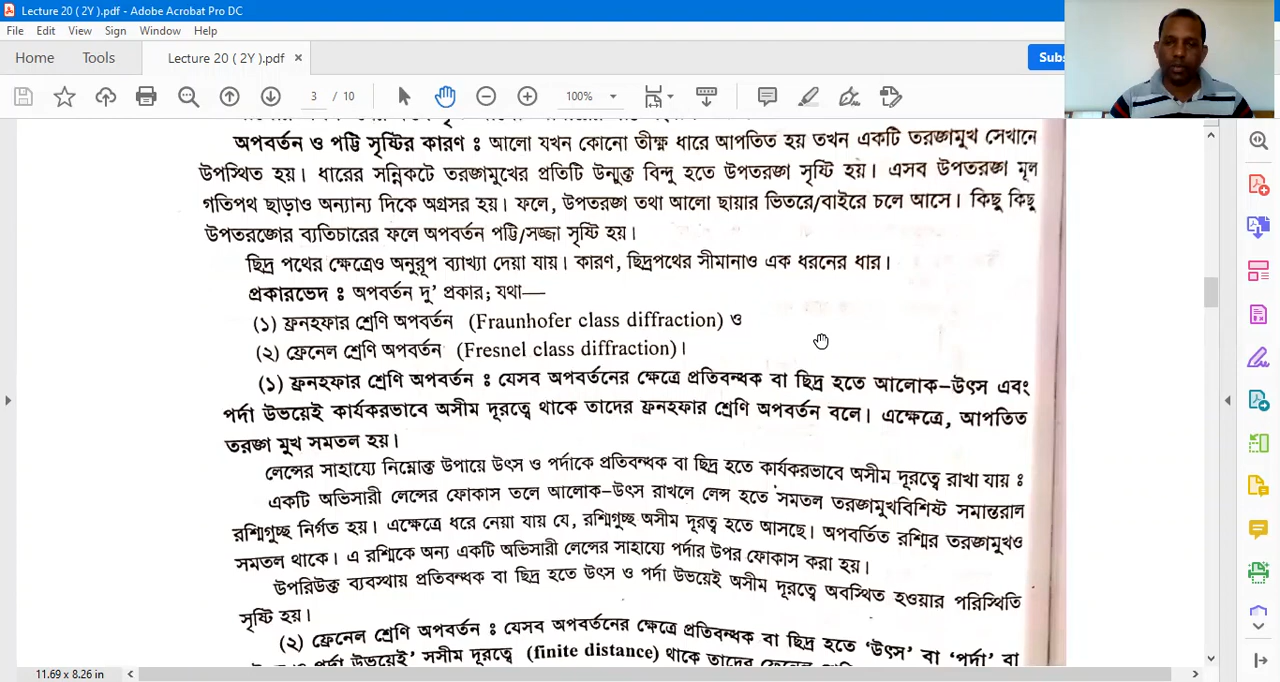 Lecture 20 ( 2Y ).pdf - Adobe Acrobat Pro DC
File Edit View Sign Window Help
Home Tools Lecture 20 ( 2Y ).pdf × Subs
3 / 10 100%
অপবর্তন ও পট্টি সৃষ্টির কারণ : আলো যখন কোনো তীক্ষ্ণ ধারে আপতিত হয় তখন একটি তরঙ্গমুখ সেখানে
উপস্থিত হয়। ধারের সন্নিকটে তরঙ্গমুখের প্রতিটি উন্মুক্ত বিন্দু হতে উপতরঙ্গ সৃষ্টি হয়। এসব উপতরঙ্গ মূল
গতিপথ ছাড়াও অন্যান্য দিকে অগ্রসর হয়। ফলে, উপতরঙ্গ তথা আলো ছায়ার ভিতরে/বাইরে চলে আসে। কিছু কিছু
উপতরঙ্গের ব্যতিচারের ফলে অপবর্তন পট্টি/সজ্জা সৃষ্টি হয়।
ছিদ্র পথের ক্ষেত্রেও অনুরূপ ব্যাখ্যা দেয়া যায়। কারণ, ছিদ্রপথের সীমানাও এক ধরনের ধার।
প্রকারভেদ : অপবর্তন দু’ প্রকার; যথা—
(১) ফ্রনহফার শ্রেণি অপবর্তন (Fraunhofer class diffraction) ও
(২) ফ্রেনেল শ্রেণি অপবর্তন (Fresnel class diffraction)।
(১) ফ্রনহফার শ্রেণি অপবর্তন : যেসব অপবর্তনের ক্ষেত্রে প্রতিবন্ধক বা ছিদ্র হতে আলোক-উৎস এবং
পর্দা উভয়েই কার্যকরভাবে অসীম দূরত্বে থাকে তাদের ফ্রনহফার শ্রেণি অপবর্তন বলে। এক্ষেত্রে, আপতিত
তরঙ্গ মুখ সমতল হয়।
লেন্সের সাহায্যে নিম্নোক্ত উপায়ে উৎস ও পর্দাকে প্রতিবন্ধক বা ছিদ্র হতে কার্যকরভাবে অসীম দূরত্বে রাখা যায় :
একটি অভিসারী লেন্সের ফোকাস তলে আলোক-উৎস রাখলে লেন্স হতে সমতল তরঙ্গমুখবিশিষ্ট সমান্তরাল
রশ্মিগুচ্ছ নির্গত হয়। এক্ষেত্রে ধরে নেয়া যায় যে, রশ্মিগুচ্ছ অসীম দূরত্ব হতে আসছে। অপবর্তিত রশ্মির তরঙ্গমুখও
সমতল থাকে। এ রশ্মিকে অন্য একটি অভিসারী লেন্সের সাহায্যে পর্দার উপর ফোকাস করা হয়।
উপরিউক্ত ব্যবস্থায় প্রতিবন্ধক বা ছিদ্র হতে উৎস ও পর্দা উভয়েই অসীম দূরত্বে অবস্থিত হওয়ার পরিস্থিতি
সৃষ্টি হয়।
(২) ফ্রেনেল শ্রেণি অপবর্তন : যেসব অপবর্তনের ক্ষেত্রে প্রতিবন্ধক বা ছিদ্র হতে ‘উৎস’ বা ‘পর্দা’ বা
পর্দা উভয়েই’ সসীম দূরত্বে (finite distance) থাকে তাদের
11.69 x 8.26 in